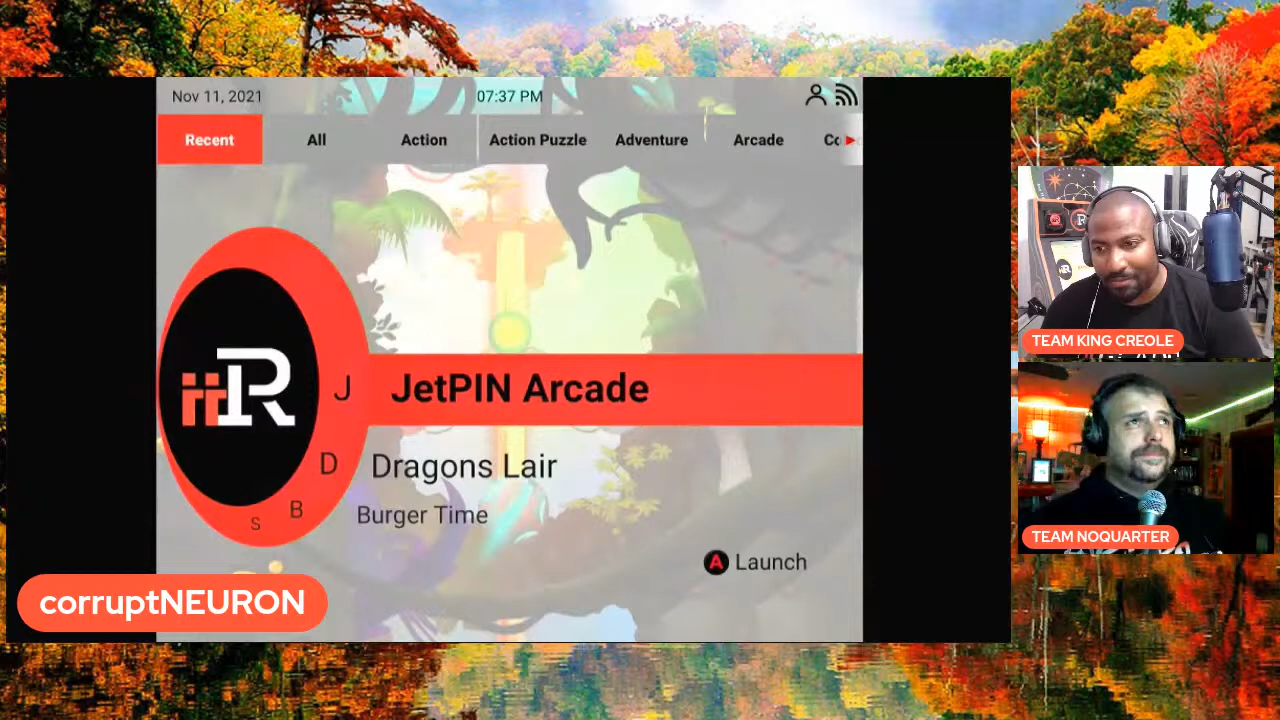 Nov 11, 2021
07:37 PM
Recent
All
Action
Action Puzzle
Adventure
Arcade
Co
iiR
J
JetPIN Arcade
D
Dragons Lair
B
Burger Time
S
A Launch
corruptNEURON
TEAM KING CREOLE
TEAM NOQUARTER